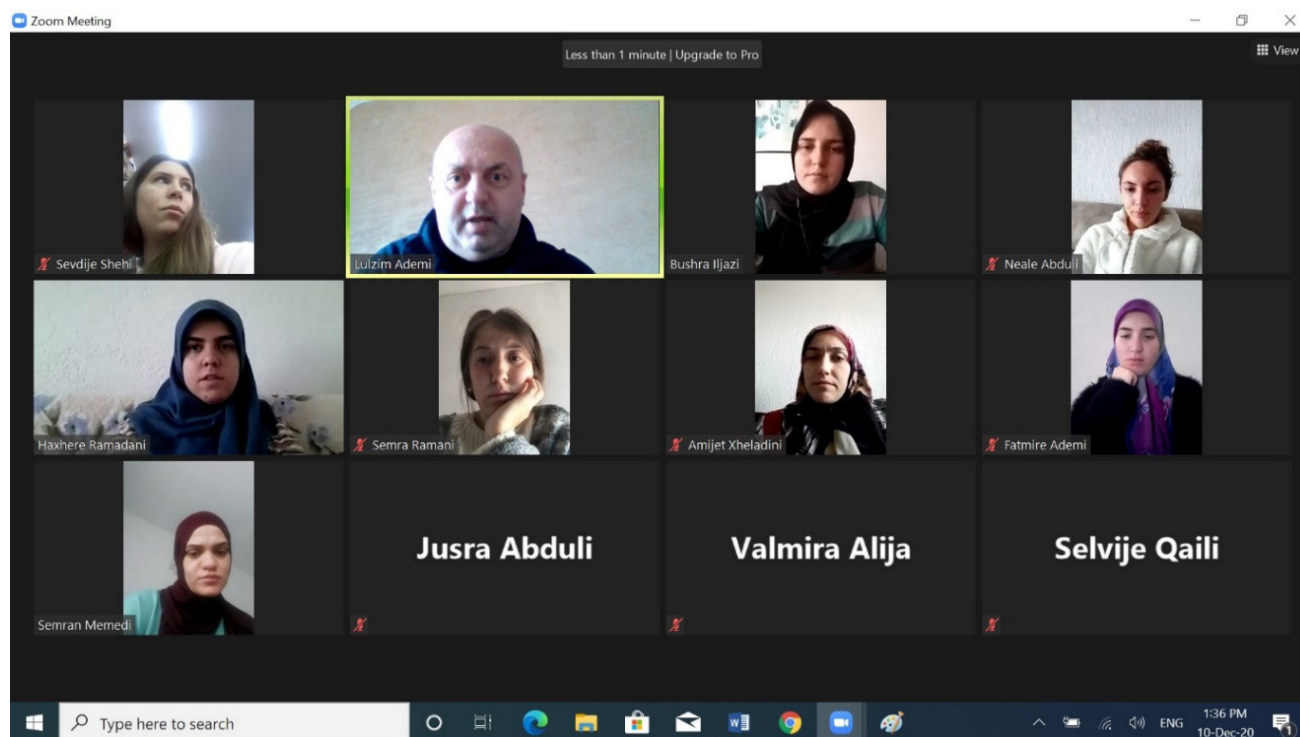 Zoom Meeting
Less than 1 minute | Upgrade to Pro
View
Sevdije Shehi
Lulzim Ademi
Bushra Iljazi
Neale Abduli
Haxhere Ramadani
Semra Ramani
Amijet Xheladini
Fatmire Ademi
Semran Memedi
Jusra Abduli
Valmira Alija
Selvije Qaili
Type here to search
ENG
1:36 PM
10-Dec-20
1